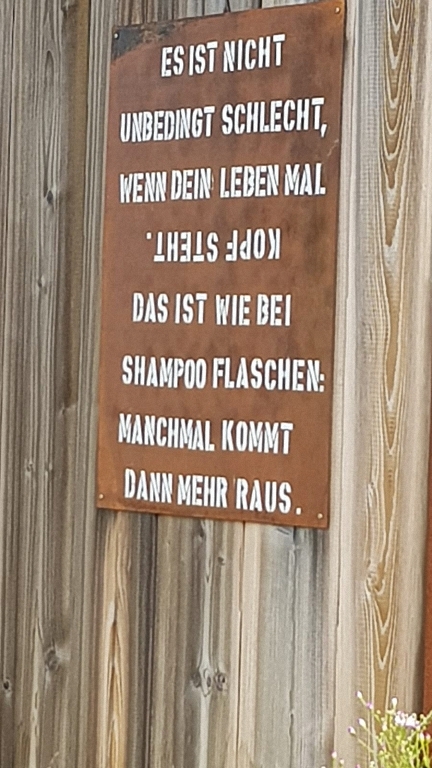 ES IST NICHT
UNBEDINGT SCHLECHT,
WENN DEIN LEBEN MAL
KOPF STEHT.
DAS IST WIE BEI
SHAMPOO FLASCHEN:
MANCHMAL KOMMT
DANN MEHR RAUS.